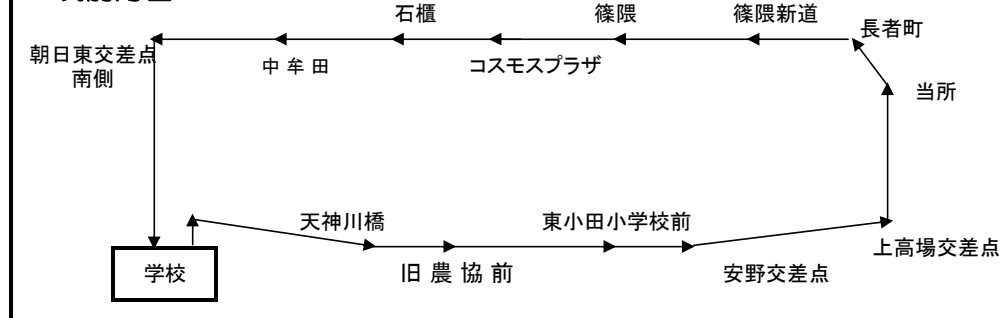 石櫃
篠隈
篠隈新道
長者町
朝日東交差点
南側
中牟田
コスモスプラザ
当所
天神川橋
東小田小学校前
上高場交差点
学校
旧農協前
安野交差点